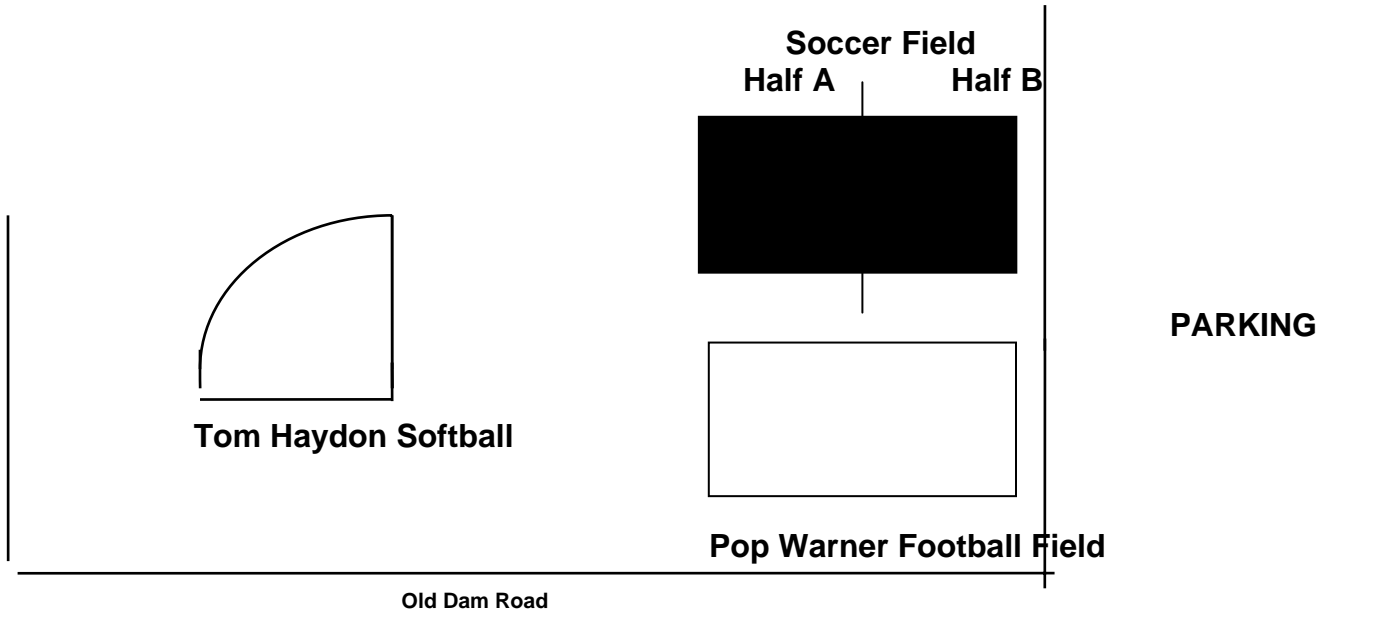 Soccer Field
Half A Half B
PARKING
Tom Haydon Softball
Pop Warner Football Field
Old Dam Road